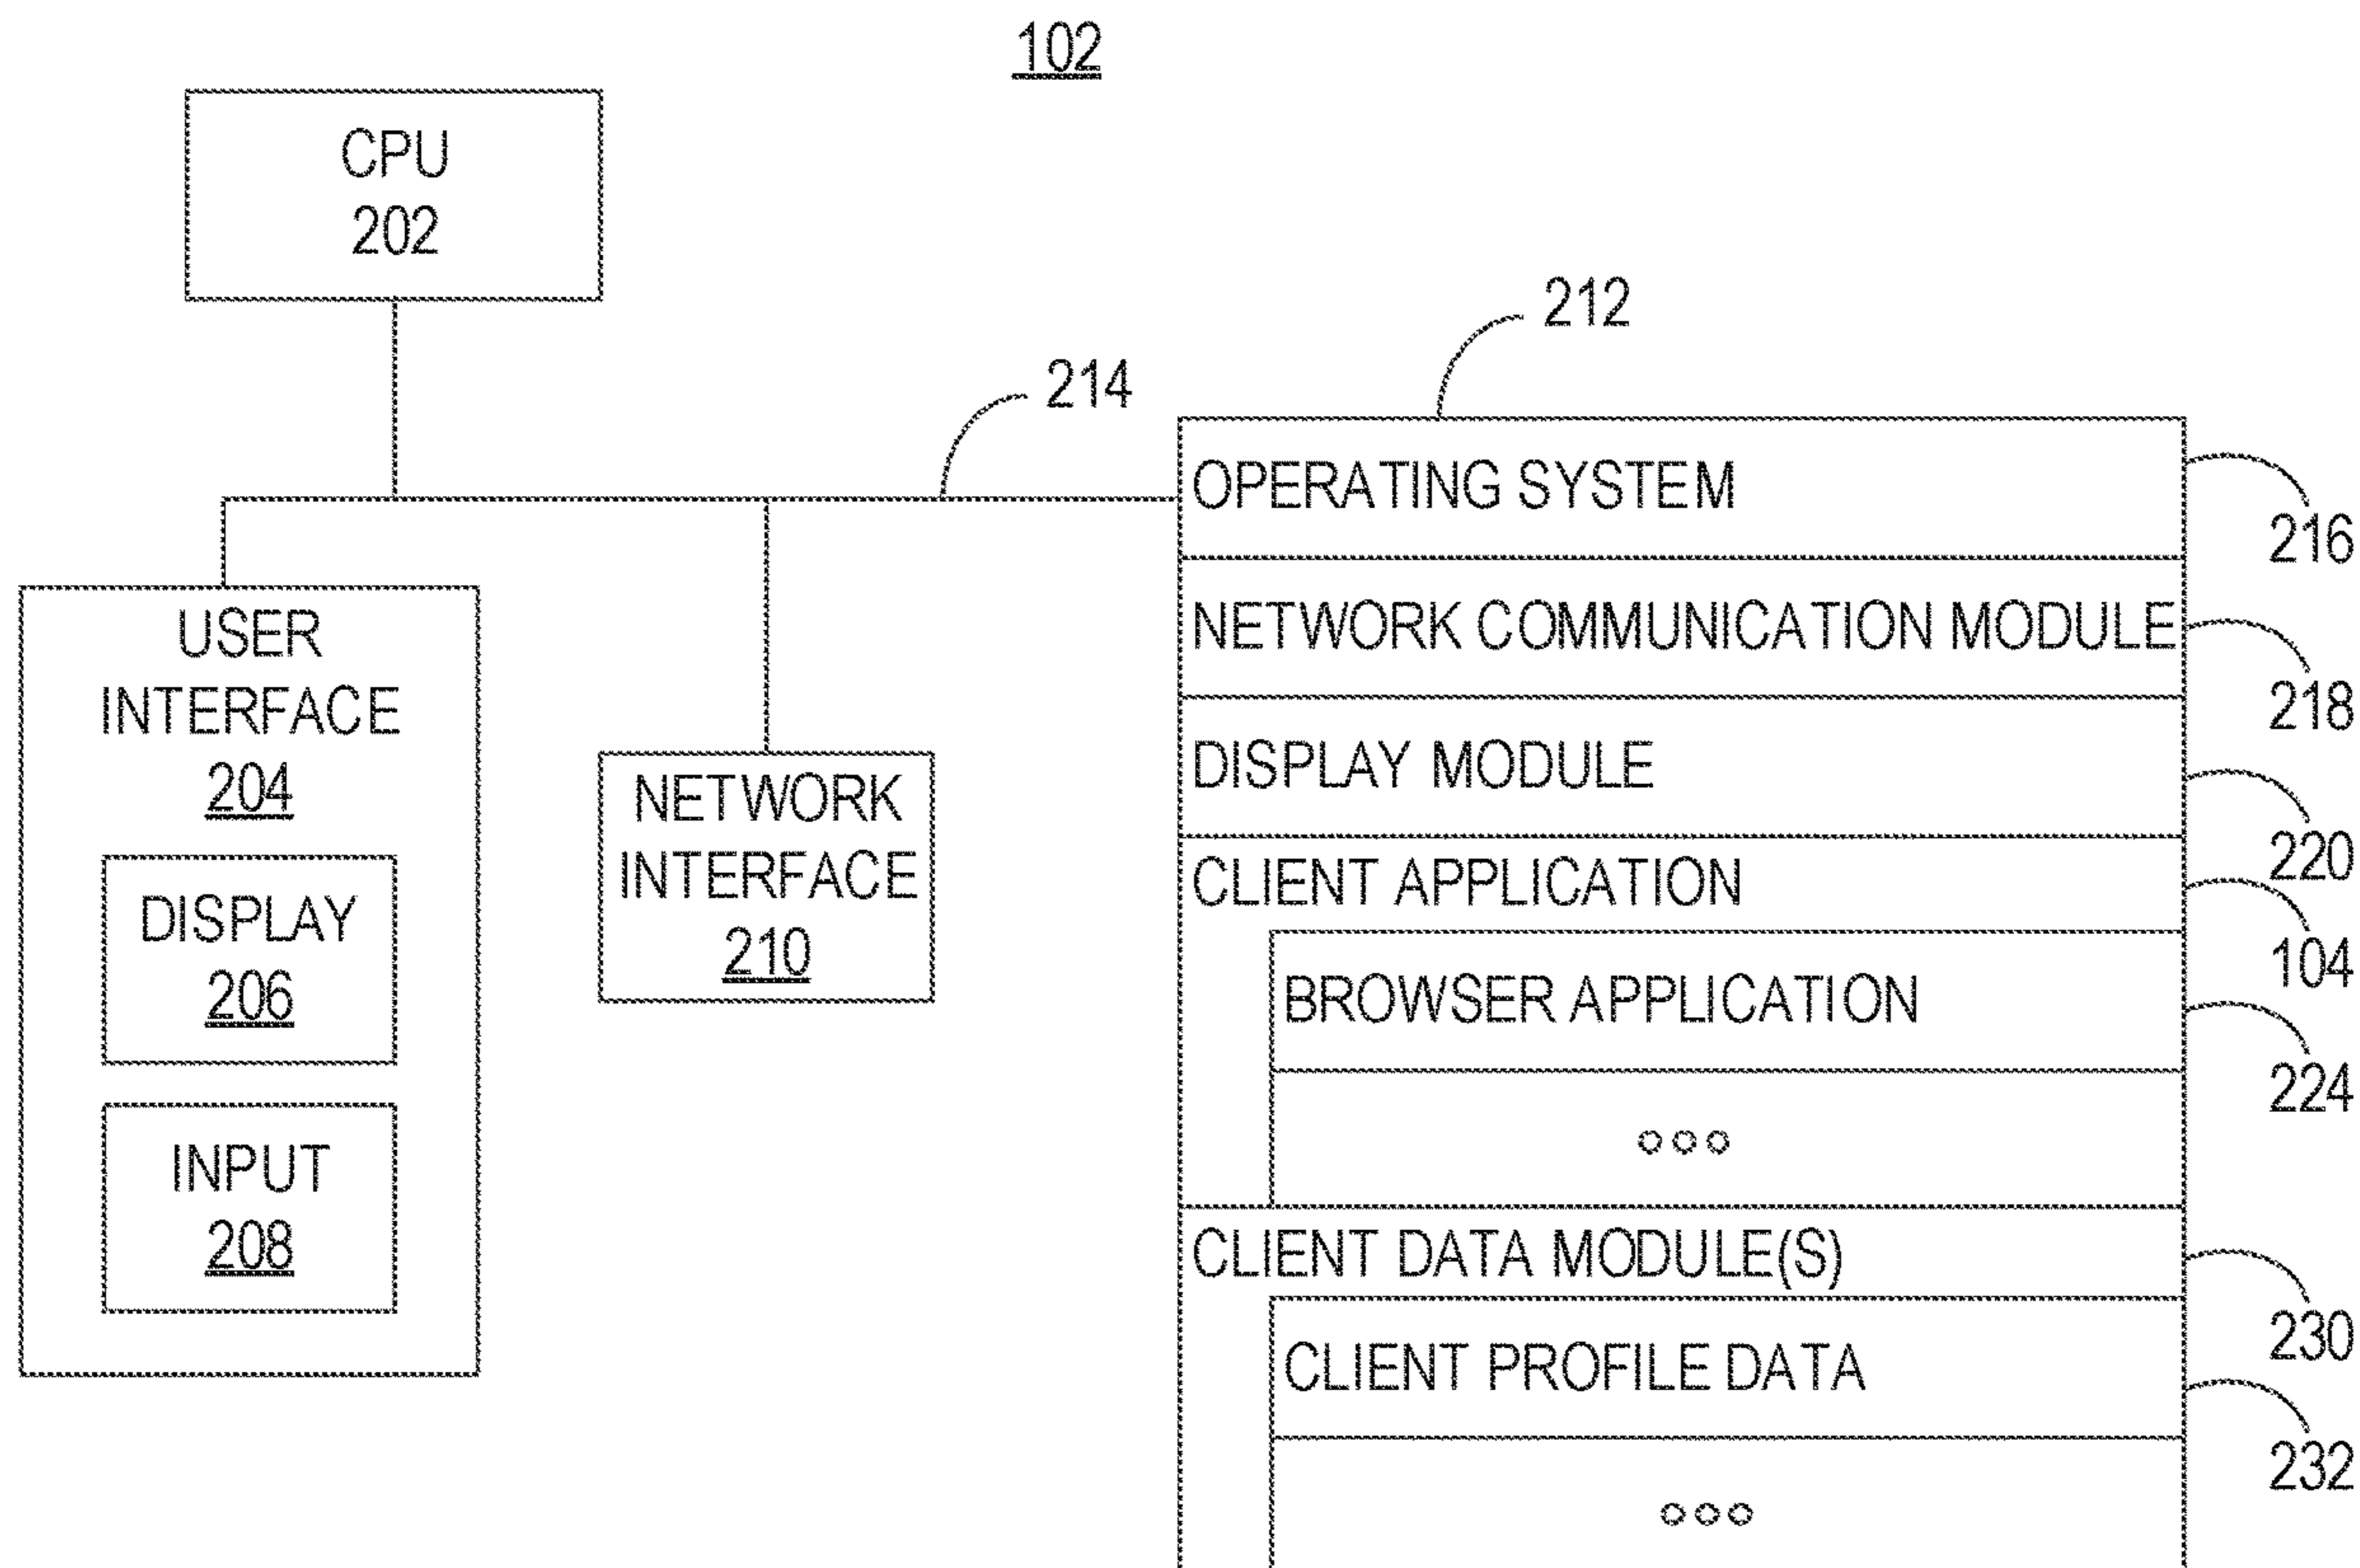 102
CPU
202
212
214
OPERATING SYSTEM
216
NETWORK COMMUNICATION MODULE
218
DISPLAY MODULE
220
CLIENT APPLICATION
104
BROWSER APPLICATION
224
CLIENT DATA MODULE(S)
230
CLIENT PROFILE DATA
232
USER
INTERFACE
204
DISPLAY
206
INPUT
208
NETWORK
INTERFACE
210